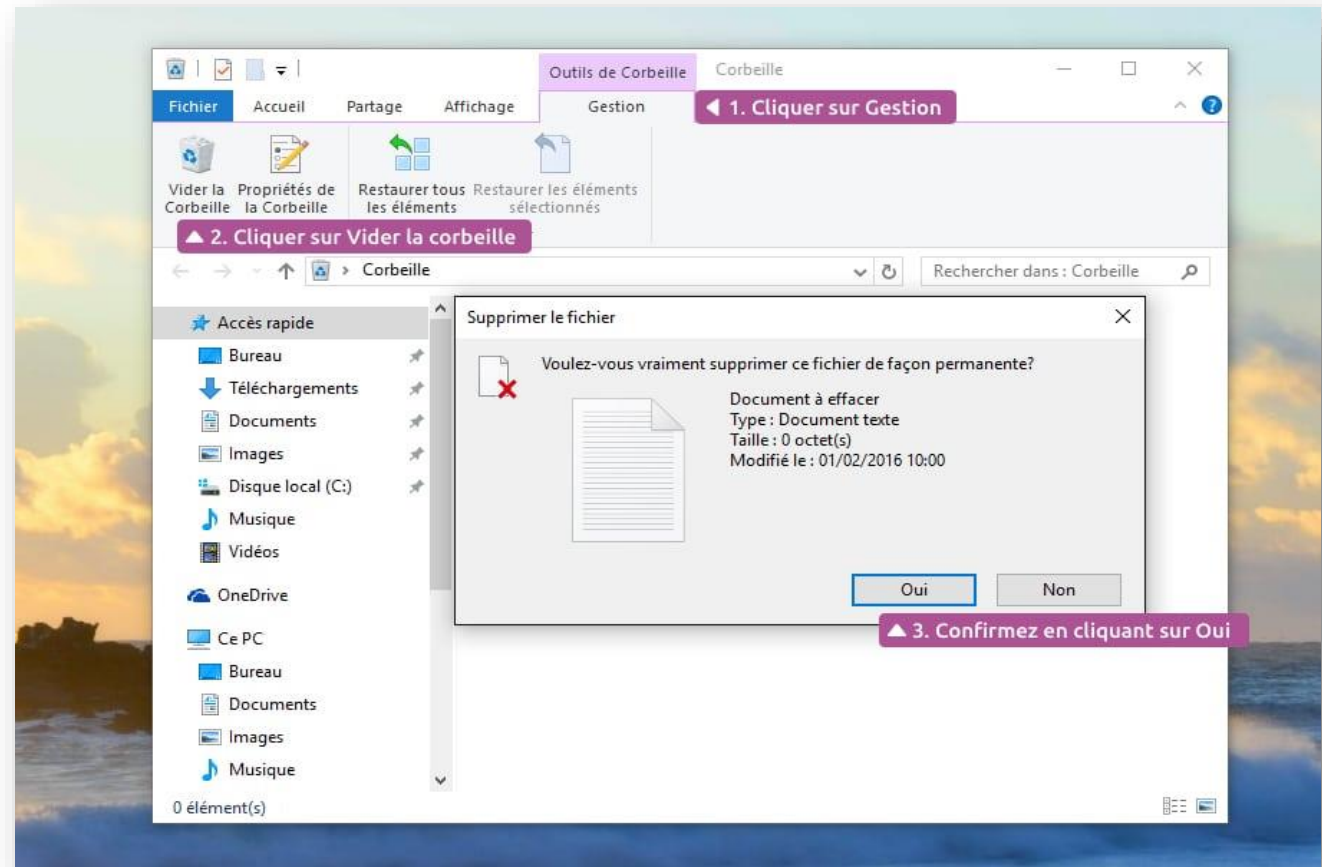 Outils de Corbeille
Corbeille
Fichier
Accueil
Partage
Affichage
Gestion
1. Cliquer sur Gestion
Vider la
Corbeille
Propriétés de
la Corbeille
Restaurer tous
les éléments
Restaurer les éléments
sélectionnés
2. Cliquer sur Vider la corbeille
Corbeille
Rechercher dans : Corbeille
Accès rapide
Bureau
Téléchargements
Documents
Images
Disque local (C:)
Musique
Vidéos
OneDrive
Ce PC
Bureau
Documents
Images
Musique
0 élément(s)
Supprimer le fichier
Voulez-vous vraiment supprimer ce fichier de façon permanente?
Document à effacer
Type : Document texte
Taille : 0 octet(s)
Modifié le : 01/02/2016 10:00
Oui
Non
3. Confirmez en cliquant sur Oui